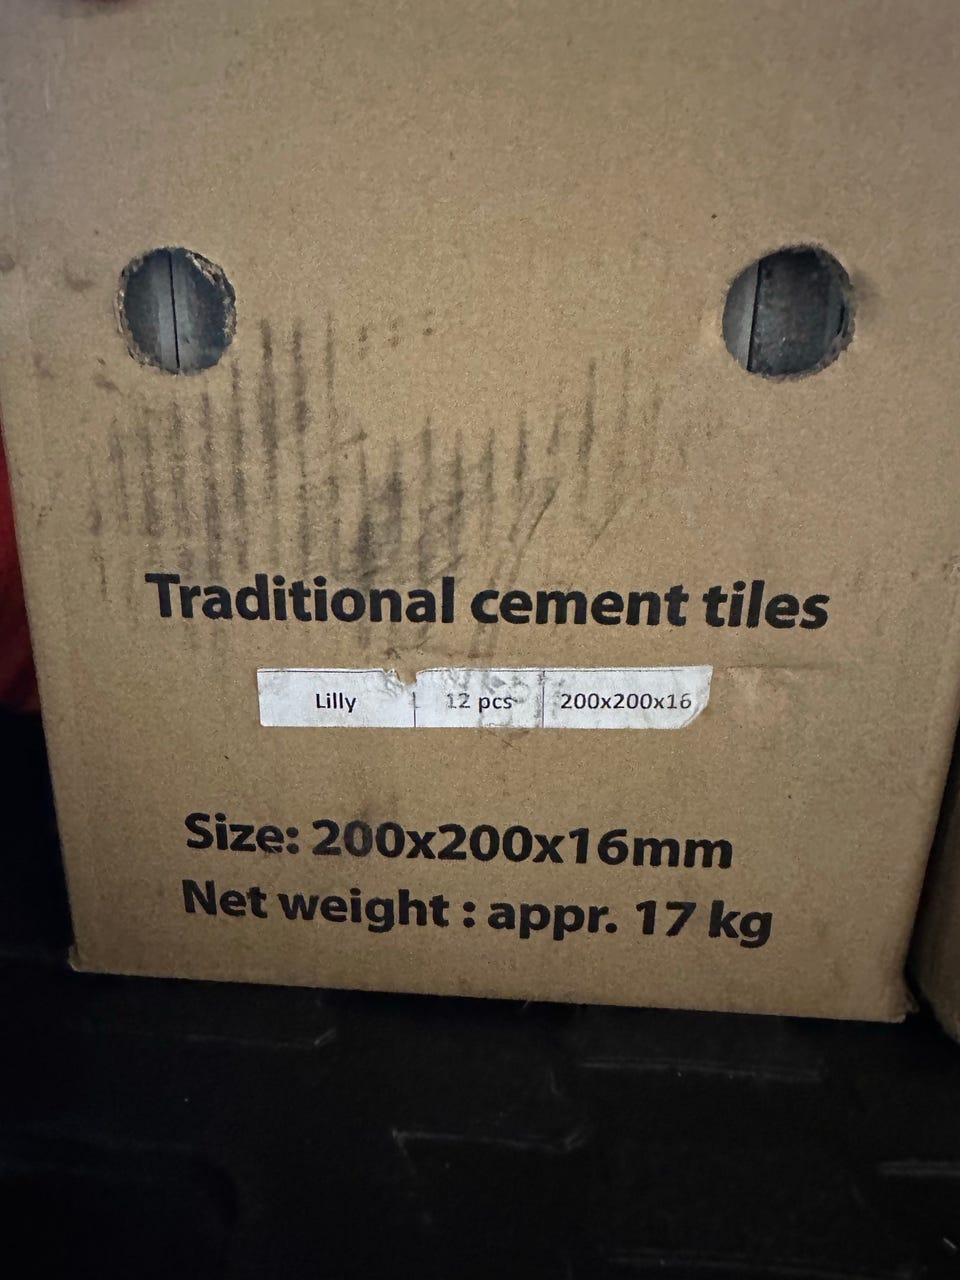 Traditional cement tiles
Lilly 12 pcs 200x200x16
Size: 200x200x16mm
Net weight : appr. 17 kg